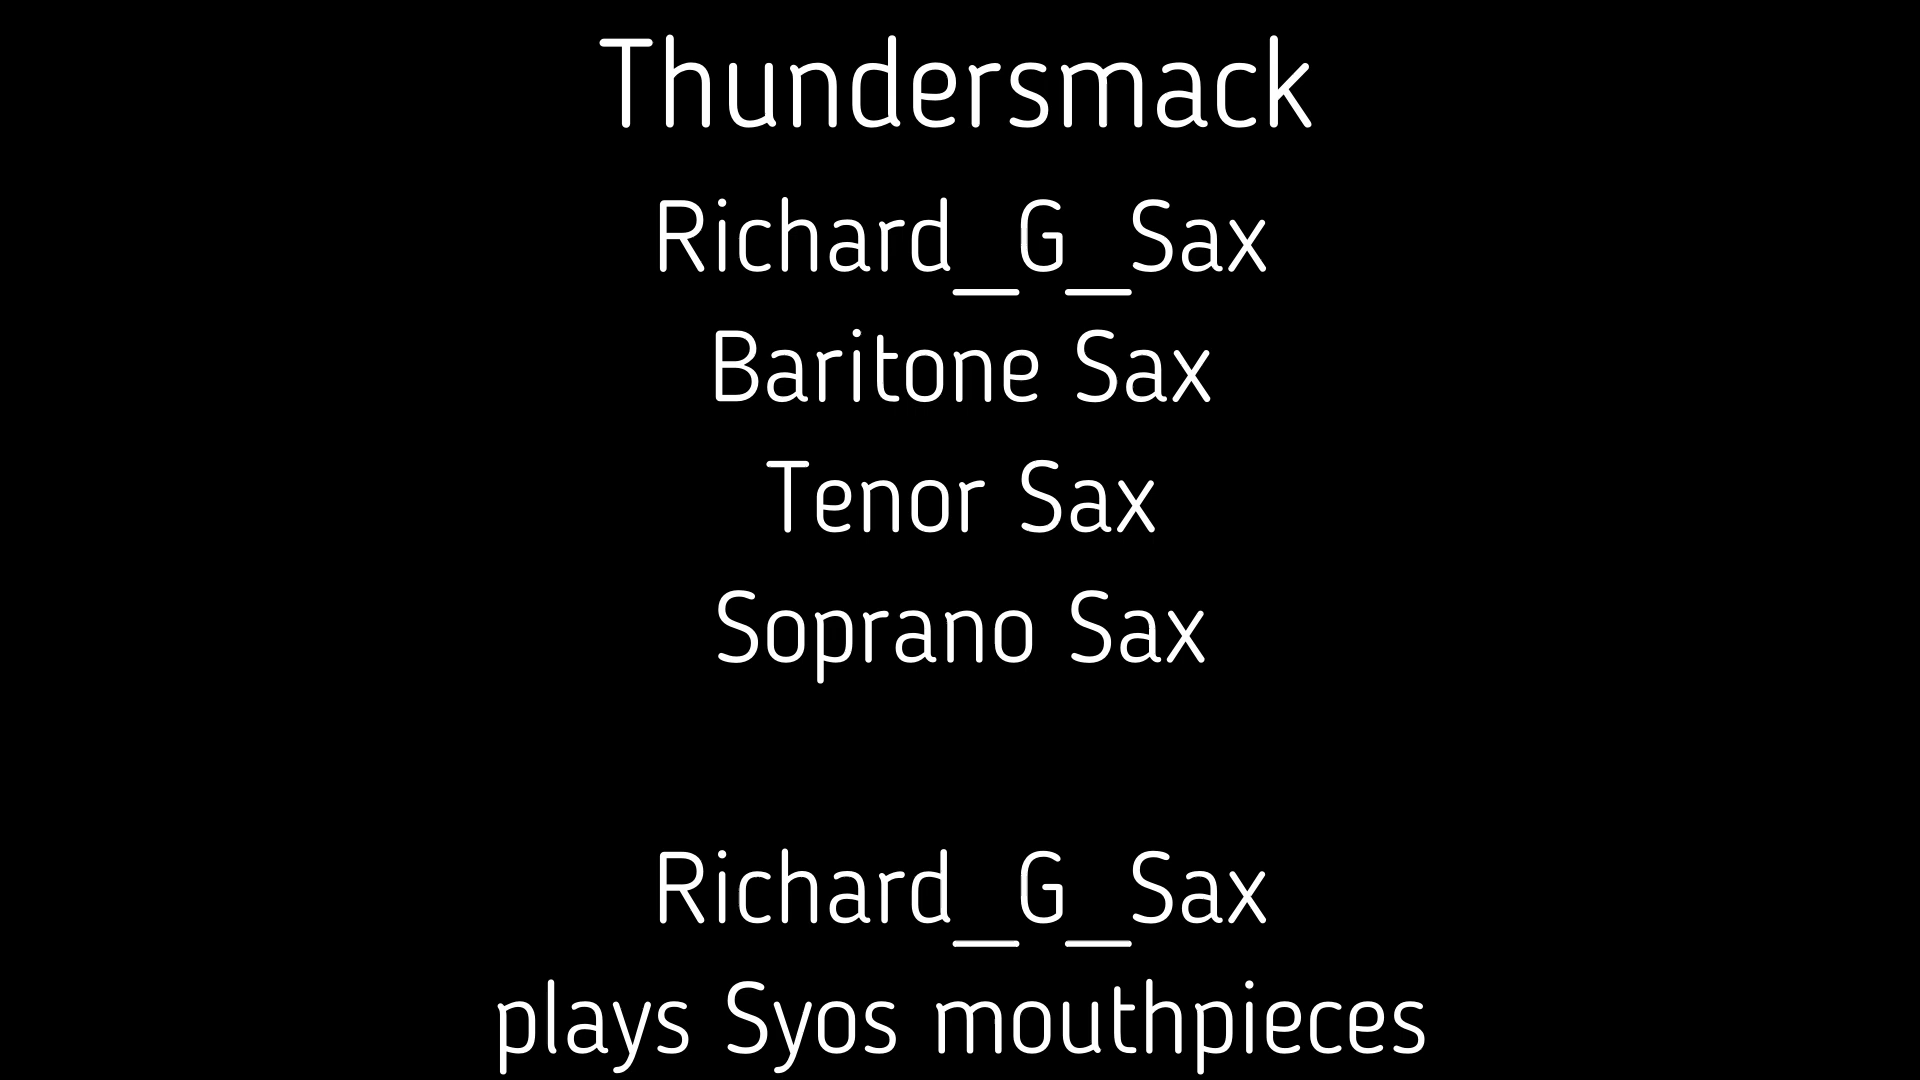 Thundersmack
Richard_G_Sax
Baritone Sax
Tenor Sax
Soprano Sax
Richard_G_Sax
plays Syos mouthpieces